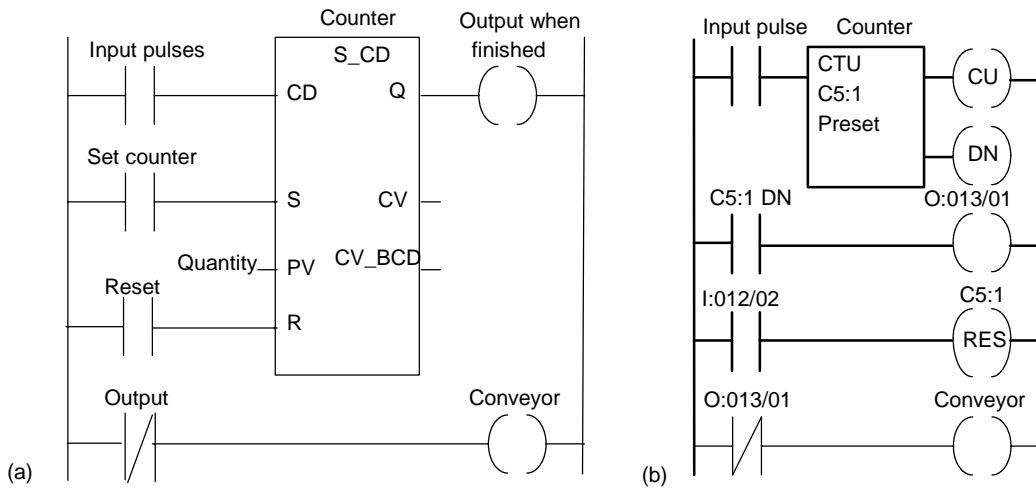 Counter
Output when
finished
Input pulses
S_CD
CD
Q
Set counter
S
CV
Quantity
PV
CV_BCD
Reset
R
Output
Conveyor
(a)
Input pulse
Counter
CTU
C5:1
Preset
CU
DN
C5:1 DN
O:013/01
I:012/02
C5:1
RES
O:013/01
Conveyor
(b)